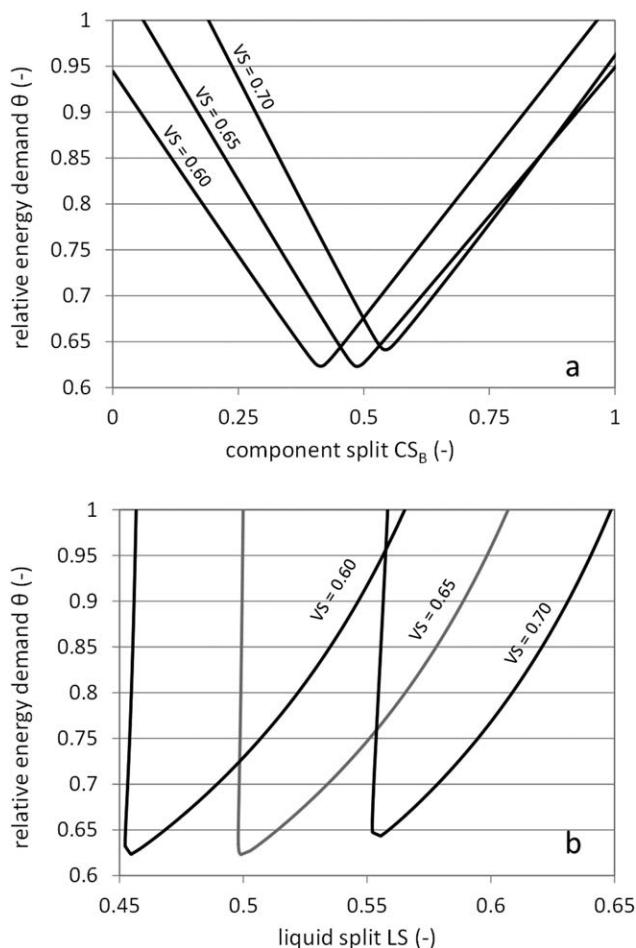 1
0.95
0.9
0.85
0.8
0.75
0.7
0.65
0.6
relative energy demand θ (-)
VS = 0.60
VS = 0.65
VS = 0.70
a
0 0.25 0.5 0.75 1
component split CS_B (-)
1
0.95
0.9
0.85
0.8
0.75
0.7
0.65
0.6
relative energy demand θ (-)
VS = 0.60
VS = 0.65
VS = 0.70
b
0.45 0.5 0.55 0.6 0.65
liquid split LS (-)